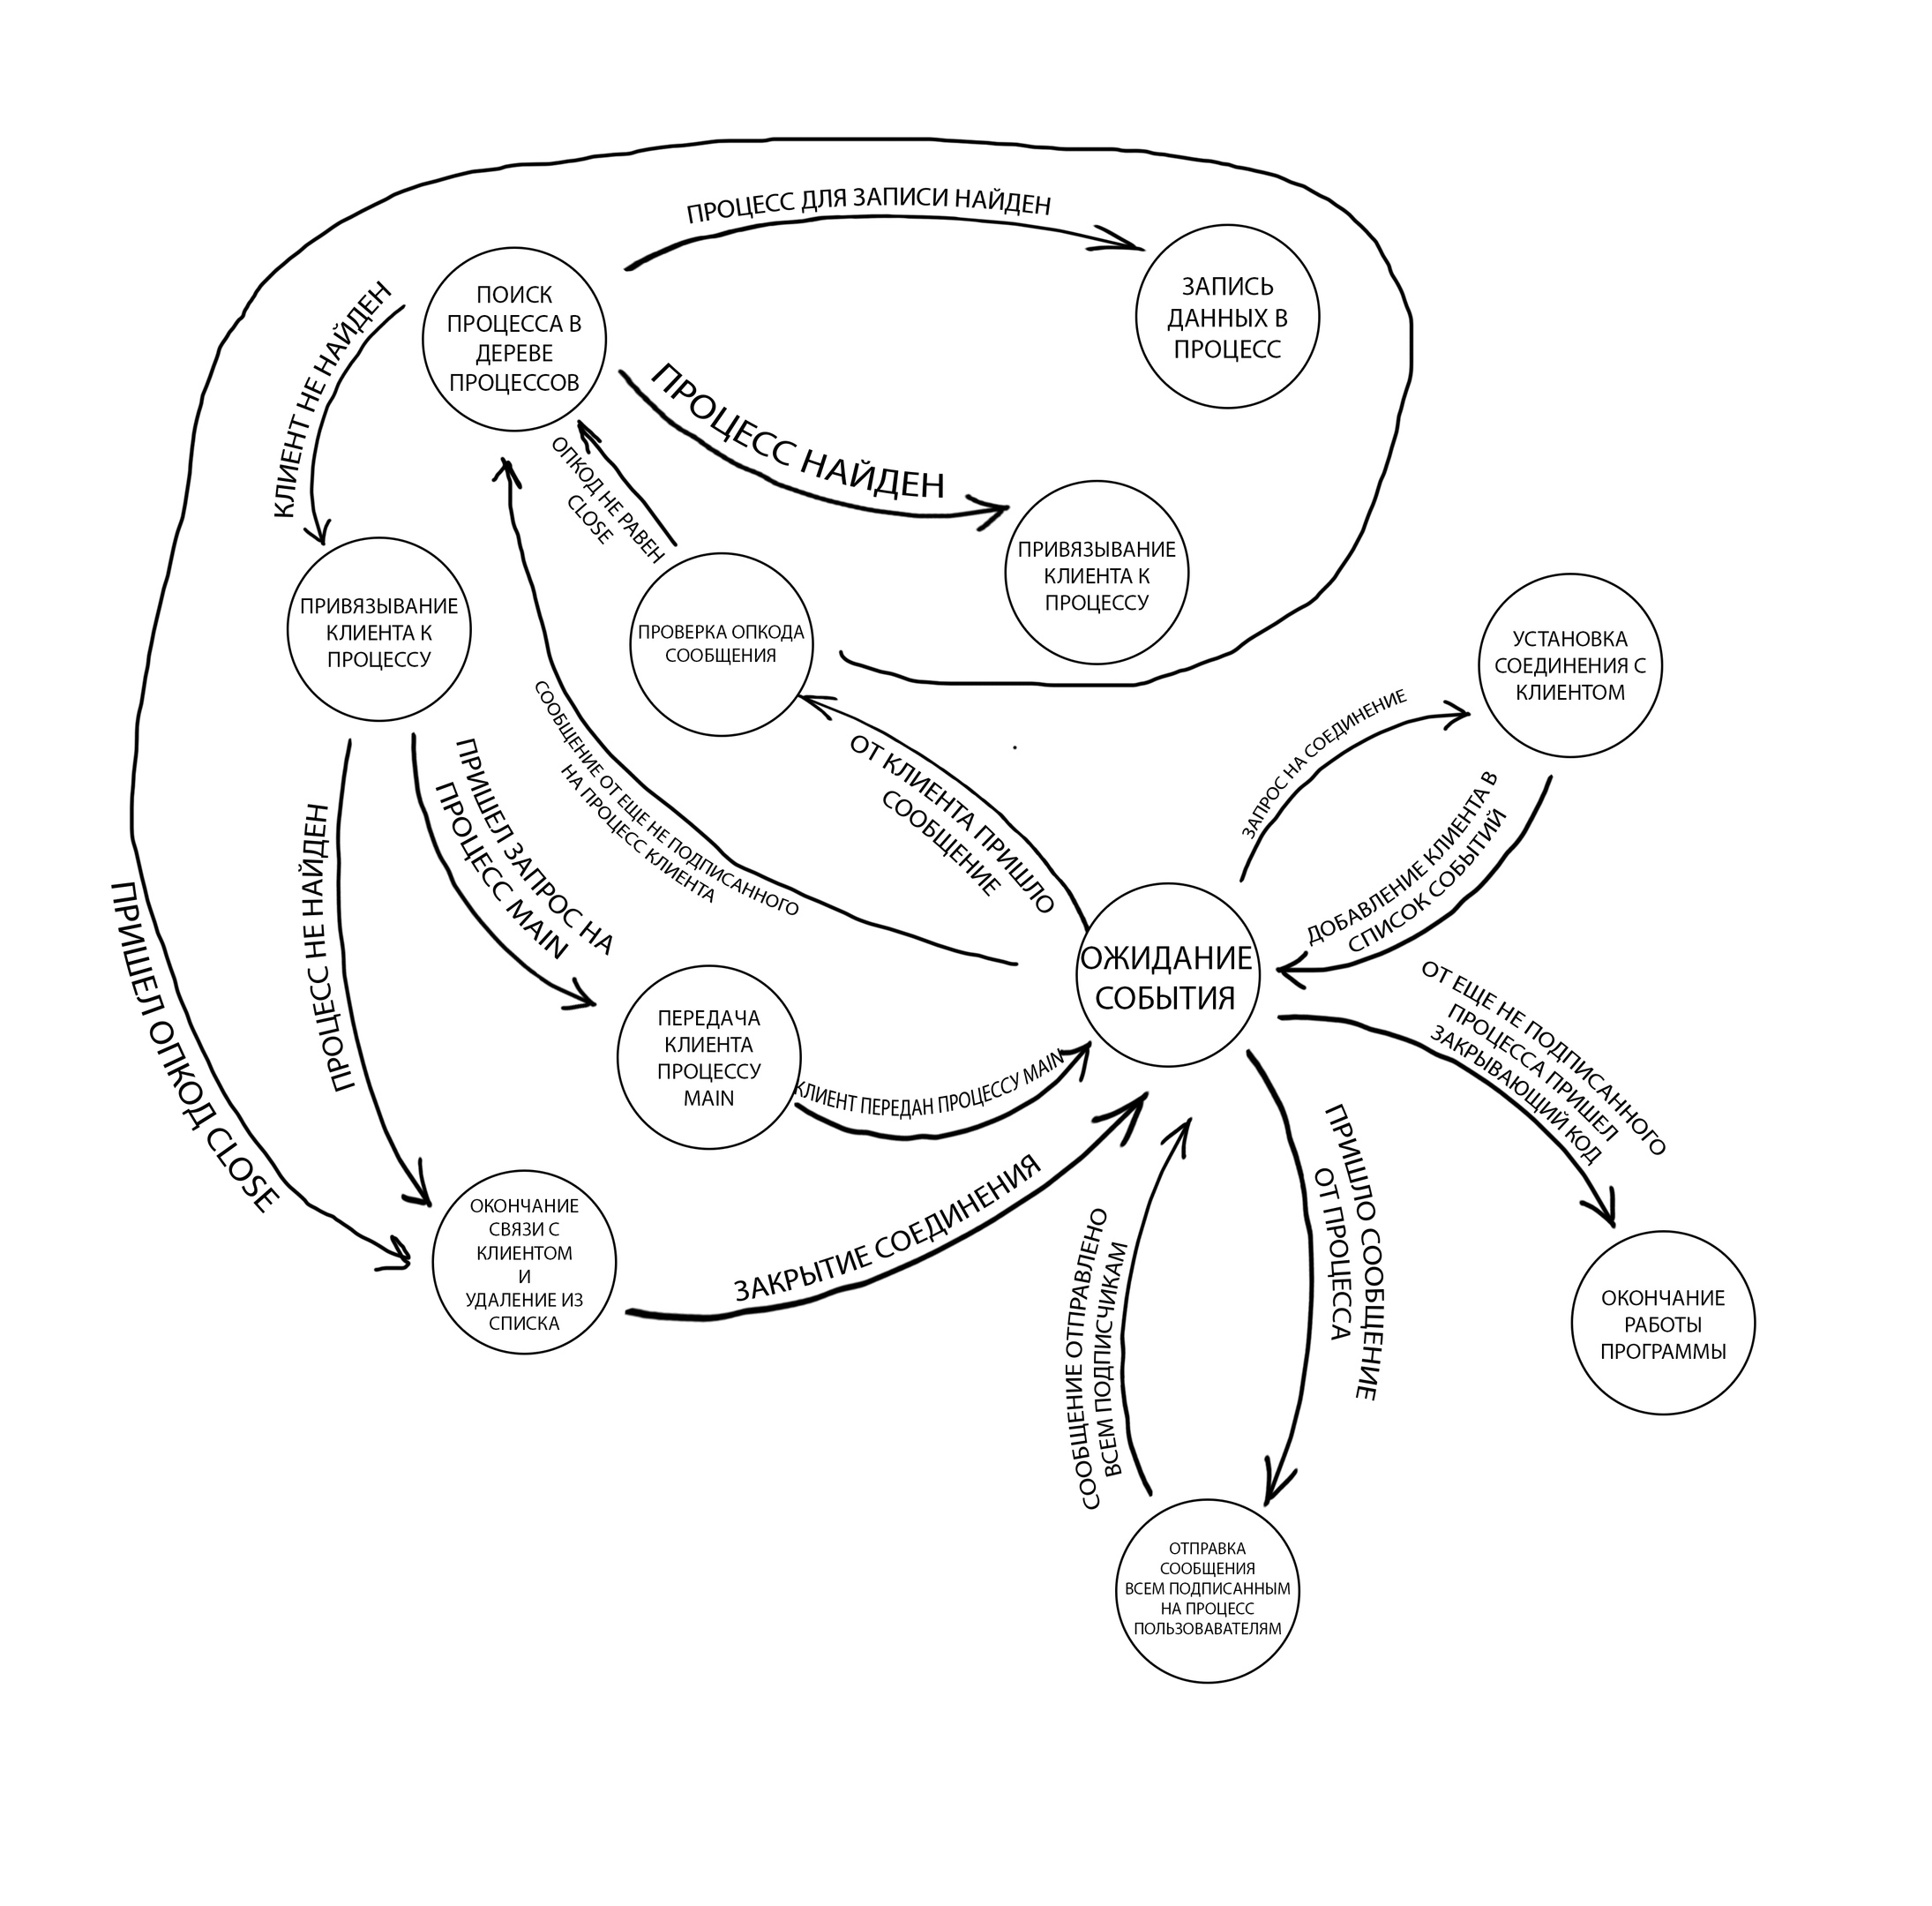 ПРОЦЕСС ДЛЯ ЗАПИСИ НАЙДЕН
ПОИСК
ПРОЦЕССА В
ДЕРЕВЕ
ПРОЦЕССОВ
ЗАПИСЬ
ДАННЫХ В
ПРОЦЕСС
КЛИЕНТ НЕ НАЙДЕН
ПРОЦЕСС НАЙДЕН
ОПКОД НЕ РАВЕН
CLOSE
ПРИВЯЗЫВАНИЕ
КЛИЕНТА К
ПРОЦЕССУ
ПРИВЯЗЫВАНИЕ
КЛИЕНТА К
ПРОЦЕССУ
ПРОВЕРКА ОПКОДА
СООБЩЕНИЯ
УСТАНОВКА
СОЕДИНЕНИЯ С
КЛИЕНТОМ
ЗАПРОС НА СОЕДИНЕНИЕ
СООБЩЕНИЕ ОТ ЕЩЕ НЕ ПОДПИСАННОГО
НА ПРОЦЕСС КЛИЕНТА
ОТ КЛИЕНТА ПРИШЛО
СООБЩЕНИЕ
ДОБАВЛЕНИЕ КЛИЕНТА В
СПИСОК СОБЫТИЙ
ПРИШЕЛ ЗАПРОС НА
ПРОЦЕСС MAIN
ПРОЦЕСС НЕ НАЙДЕН
ПРИШЕЛ ОПКОД CLOSE
ОЖИДАНИЕ
СОБЫТИЯ
ОТ ЕЩЕ НЕ ПОДПИСАННОГО
ПРОЦЕССА ПРИШЕЛ
ЗАКРЫВАЮЩИЙ КОД
ПЕРЕДАЧА
КЛИЕНТА
ПРОЦЕССУ
MAIN
КЛИЕНТ ПЕРЕДАН ПРОЦЕССУ MAIN
ПРИШЛО СООБЩЕНИЕ
ОТ ПРОЦЕССА
ЗАКРЫТИЕ СОЕДИНЕНИЯ
ОКОНЧАНИЕ
СВЯЗИ С
КЛИЕНТОМ
И
УДАЛЕНИЕ ИЗ
СПИСКА
СООБЩЕНИЕ ОТПРАВЛЕНО
ВСЕМ ПОДПИСЧИКАМ
ОКОНЧАНИЕ
РАБОТЫ
ПРОГРАММЫ
ОТПРАВКА
СООБЩЕНИЯ
ВСЕМ ПОДПИСАННЫМ
НА ПРОЦЕСС
ПОЛЬЗОВАВАТЕЛЯМ